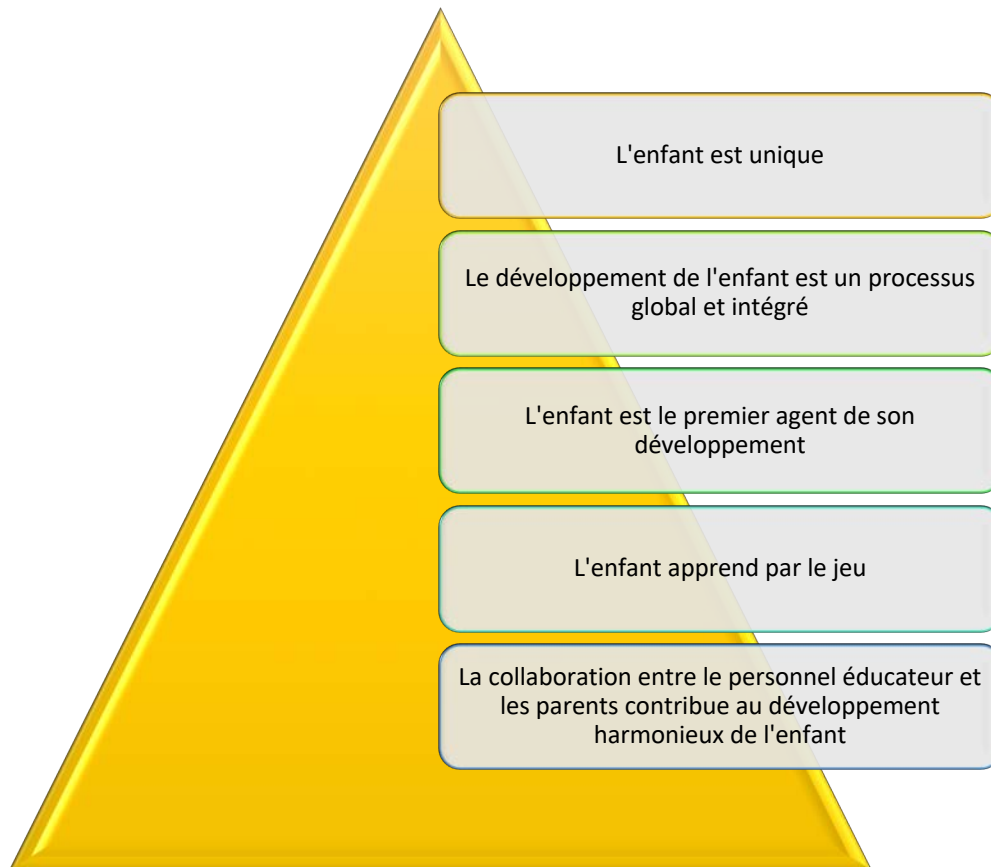 L'enfant est unique
Le développement de l'enfant est un processus
global et intégré
L'enfant est le premier agent de son
développement
L'enfant apprend par le jeu
La collaboration entre le personnel éducateur et
les parents contribue au développement
harmonieux de l'enfant